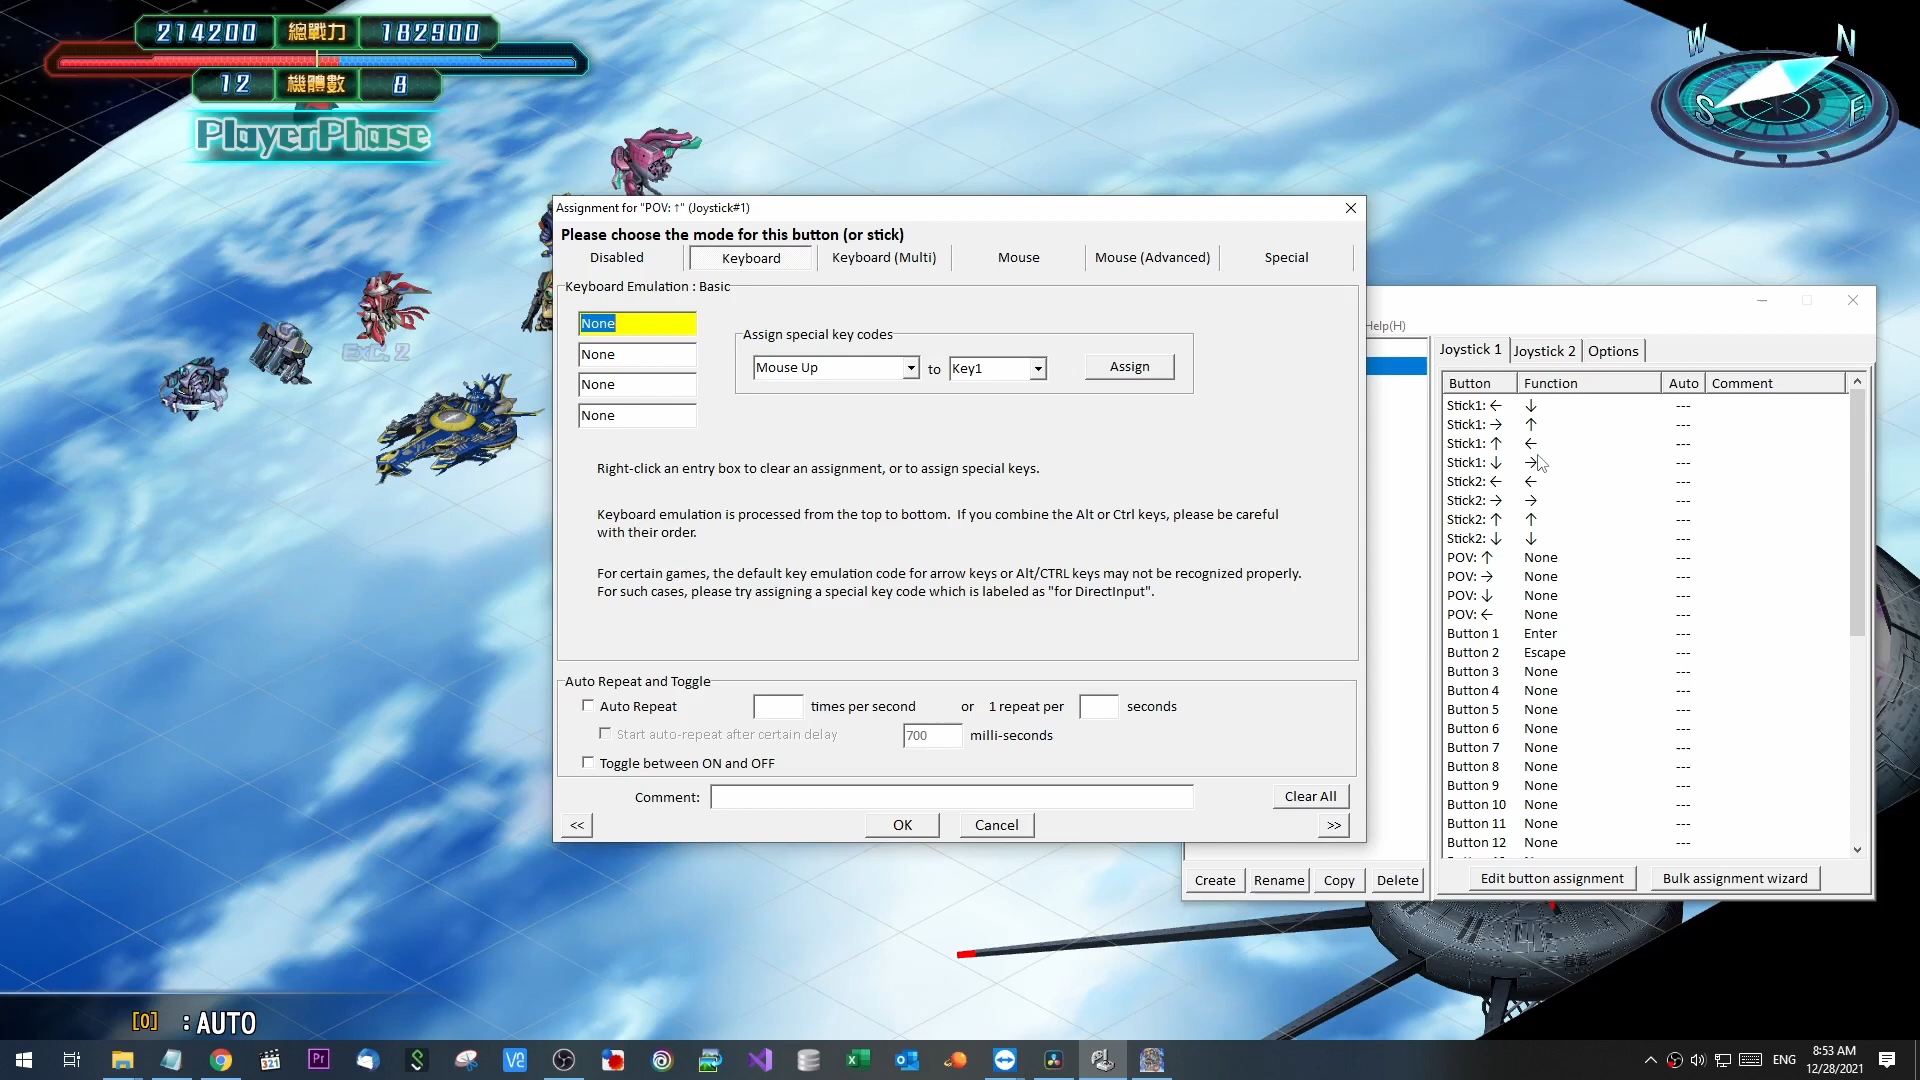 214200 總戰力 182900
12 機體數 8
PlayerPhase
W N
S E
ExC. 2
Assignment for "POV: ↑" (Joystick#1)
Please choose the mode for this button (or stick)
Disabled Keyboard Keyboard (Multi) Mouse Mouse (Advanced) Special
Keyboard Emulation : Basic
None
None
None
None
Assign special key codes
Mouse Up to Key1 Assign
Right-click an entry box to clear an assignment, or to assign special keys.
Keyboard emulation is processed from the top to bottom. If you combine the Alt or Ctrl keys, please be careful
with their order.
For certain games, the default key emulation code for arrow keys or Alt/CTRL keys may not be recognized properly.
For such cases, please try assigning a special key code which is labeled as "for DirectInput".
Auto Repeat and Toggle
Auto Repeat times per second or 1 repeat per seconds
Start auto-repeat after certain delay 700 milli-seconds
Toggle between ON and OFF
Comment: Clear All
<< OK Cancel >>
Help(H)
Joystick 1 Joystick 2 Options
Button Function Auto Comment
Stick1: ← ↓ ---
Stick1: → ↑ ---
Stick1: ↑ ← ---
Stick1: ↓ → ---
Stick2: ← ← ---
Stick2: → → ---
Stick2: ↑ ↑ ---
Stick2: ↓ ↓ ---
POV: ↑ None ---
POV: → None ---
POV: ↓ None ---
POV: ← None ---
Button 1 Enter ---
Button 2 Escape ---
Button 3 None ---
Button 4 None ---
Button 5 None ---
Button 6 None ---
Button 7 None ---
Button 8 None ---
Button 9 None ---
Button 10 None ---
Button 11 None ---
Button 12 None ---
Create Rename Copy Delete Edit button assignment Bulk assignment wizard
[O] : AUTO
321 Pr S V2 ENG
8:53 AM
12/28/2021